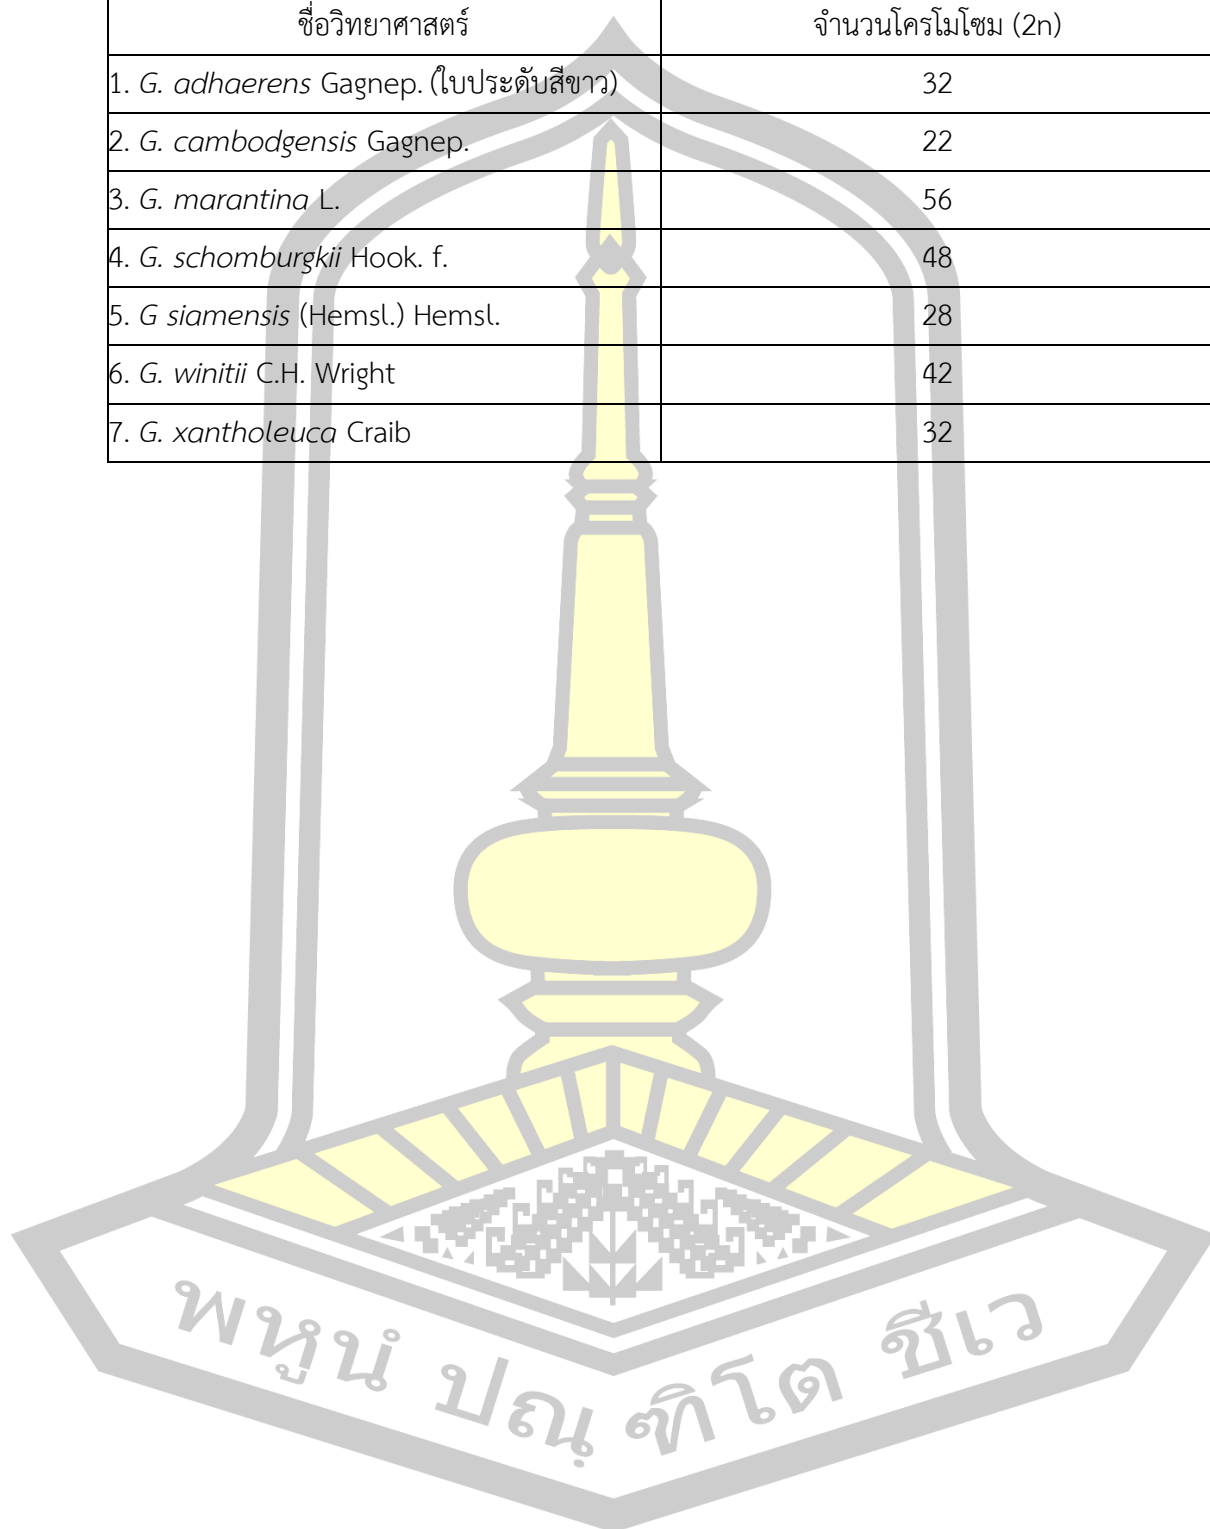 ชื่อวิทยาศาสตร์ จำนวนโครโมโซม (2n)
1. G. adhaerens Gagnep. (ใบประดับสีขาว) 32
2. G. cambodgensis Gagnep. 22
3. G. marantina L. 56
4. G. schomburgkii Hook. f. 48
5. G siamensis (Hemsl.) Hemsl. 28
6. G. winitii C.H. Wright 42
7. G. xantholeuca Craib 32
พหูนํ ปณฺฑิโต ชีเว